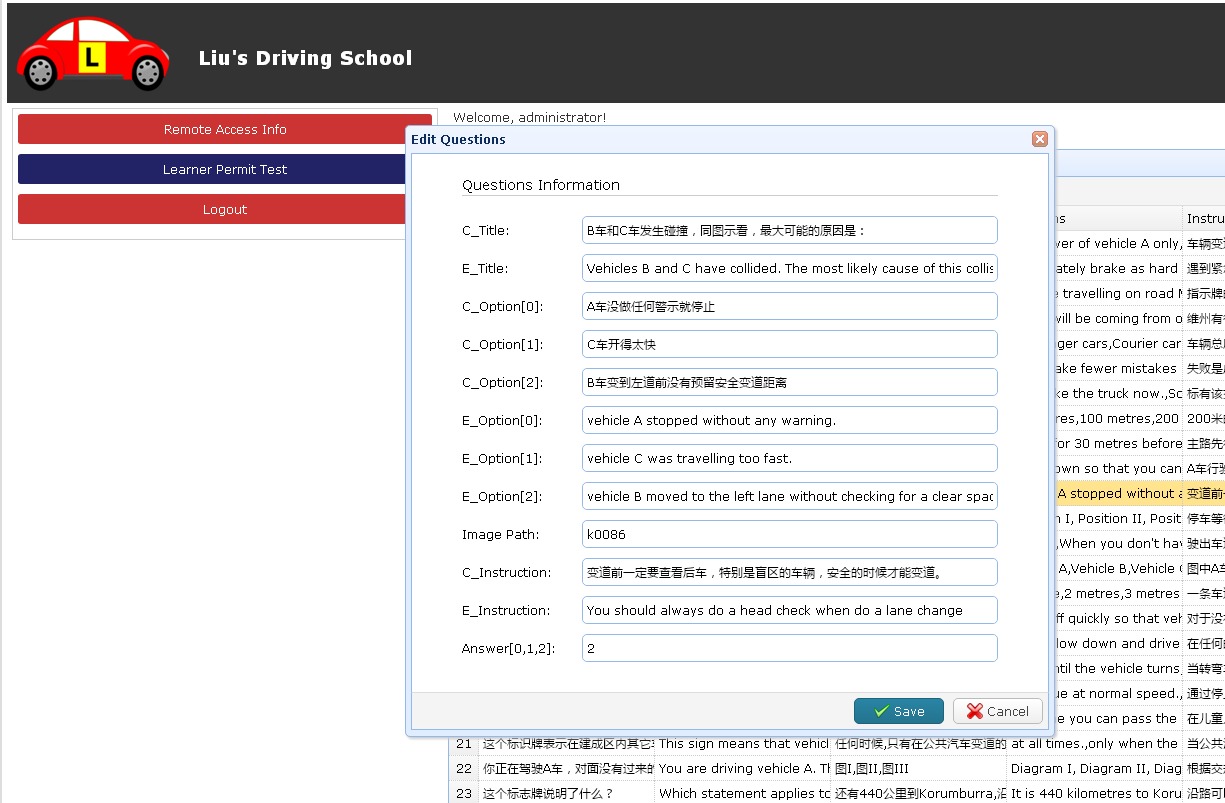 L
Liu's Driving School
Remote Access Info
Learner Permit Test
Logout
Welcome, administrator!
Edit Questions
Questions Information
C_Title: B车和C车发生碰撞，同图示看，最大可能的原因是：
E_Title: Vehicles B and C have collided. The most likely cause of this collis
C_Option[0]: A车没做任何警示就停止
C_Option[1]: C车开得太快
C_Option[2]: B车变到左道前没有预留安全变道距离
E_Option[0]: vehicle A stopped without any warning.
E_Option[1]: vehicle C was travelling too fast.
E_Option[2]: vehicle B moved to the left lane without checking for a clear spac
Image Path: k0086
C_Instruction: 变道前一定要查看后车，特别是盲区的车辆，安全的时候才能变道。
E_Instruction: You should always do a head check when do a lane change
Answer[0,1,2]: 2
Save Cancel
s Instru
ver of vehicle A only, 车辆变道
ately brake as hard 遇到紧急
e travelling on road M 指示牌的
will be coming from o 维州有很
ger cars,Courier car 车辆总质
ake fewer mistakes 失败是成
ke the truck now.,Sc 标有该
res,100 metres,200 200米的
or 30 metres before 主路先行
own so that you can A车行驶
A stopped without a 变道前一
n I, Position II, Posit 停车等
,When you don't hav 驶出车道
A,Vehicle B,Vehicle C 图中A车
e,2 metres,3 metres 一条车道
ff quickly so that veh 对于没有
low down and drive 在任何的
ntil the vehicle turns, 当转弯车
ue at normal speed., 通过停止
e you can pass the 在儿童
21 这个标识牌表示在建成区内其它车 This sign means that vehicl 任何时候,只有在公共汽车变道的 at all times.,only when the 当公共汽
22 你正在驾驶A车，对面没有过来的 You are driving vehicle A. Th 图I,图II,图III Diagram I, Diagram II, Diag 根据交通
23 这个标志牌说明了什么？ Which statement applies to 还有440公里到Korumburra,沿 It is 440 kilometres to Koru 沿路可